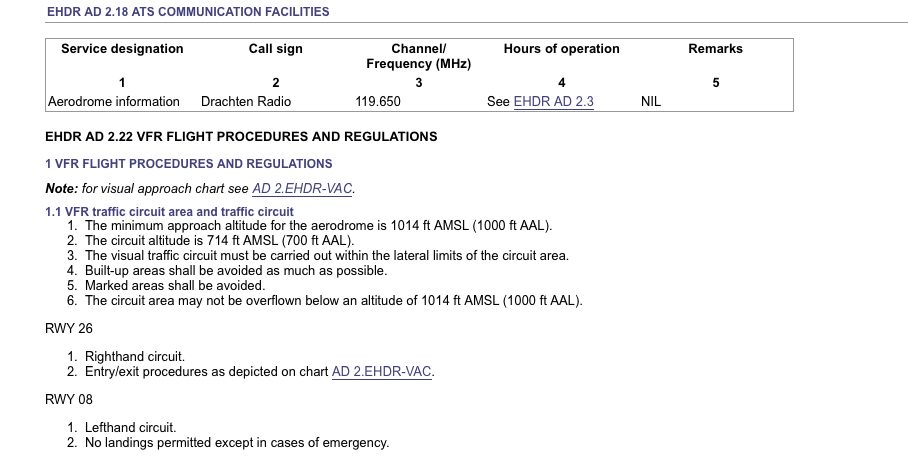 EHDR AD 2.18 ATS COMMUNICATION FACILITIES
Service designation Call sign Channel/ Hours of operation Remarks
Frequency (MHz)
1 2 3 4 5
Aerodrome information Drachten Radio 119.650 See EHDR AD 2.3 NIL
EHDR AD 2.22 VFR FLIGHT PROCEDURES AND REGULATIONS
1 VFR FLIGHT PROCEDURES AND REGULATIONS
Note: for visual approach chart see AD 2.EHDR-VAC.
1.1 VFR traffic circuit area and traffic circuit
1. The minimum approach altitude for the aerodrome is 1014 ft AMSL (1000 ft AAL).
2. The circuit altitude is 714 ft AMSL (700 ft AAL).
3. The visual traffic circuit must be carried out within the lateral limits of the circuit area.
4. Built-up areas shall be avoided as much as possible.
5. Marked areas shall be avoided.
6. The circuit area may not be overflown below an altitude of 1014 ft AMSL (1000 ft AAL).
RWY 26
1. Righthand circuit.
2. Entry/exit procedures as depicted on chart AD 2.EHDR-VAC.
RWY 08
1. Lefthand circuit.
2. No landings permitted except in cases of emergency.